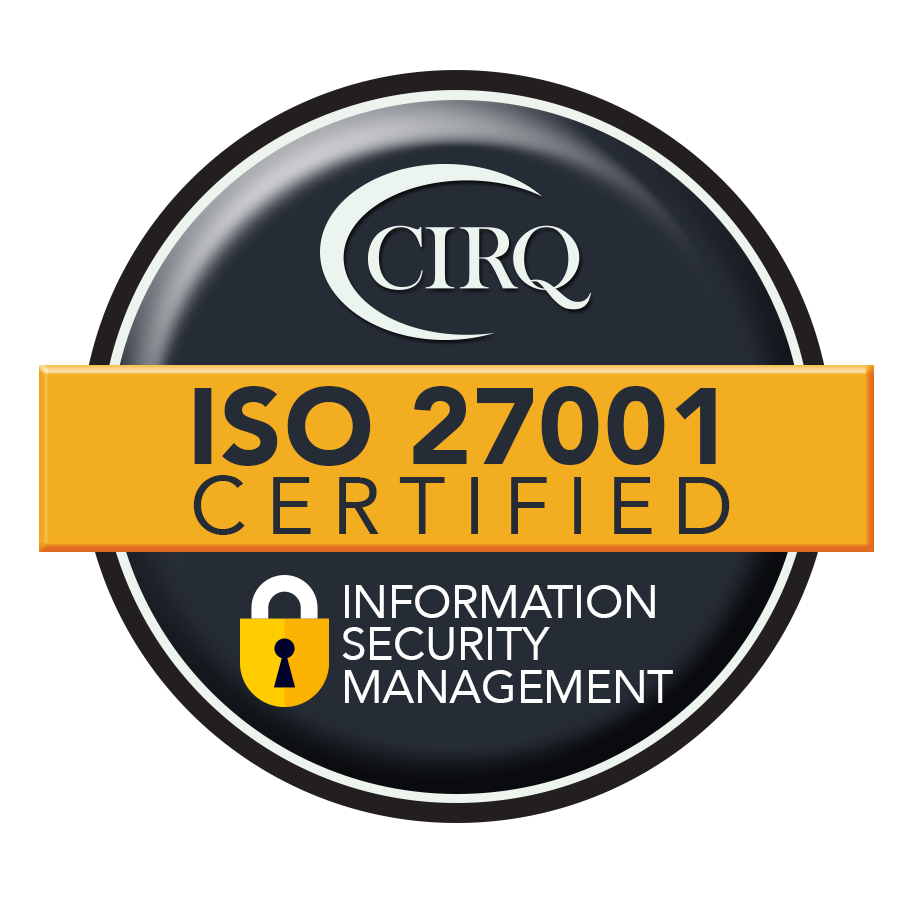 CIRQ
ISO 27001
CERTIFIED
INFORMATION
SECURITY
MANAGEMENT